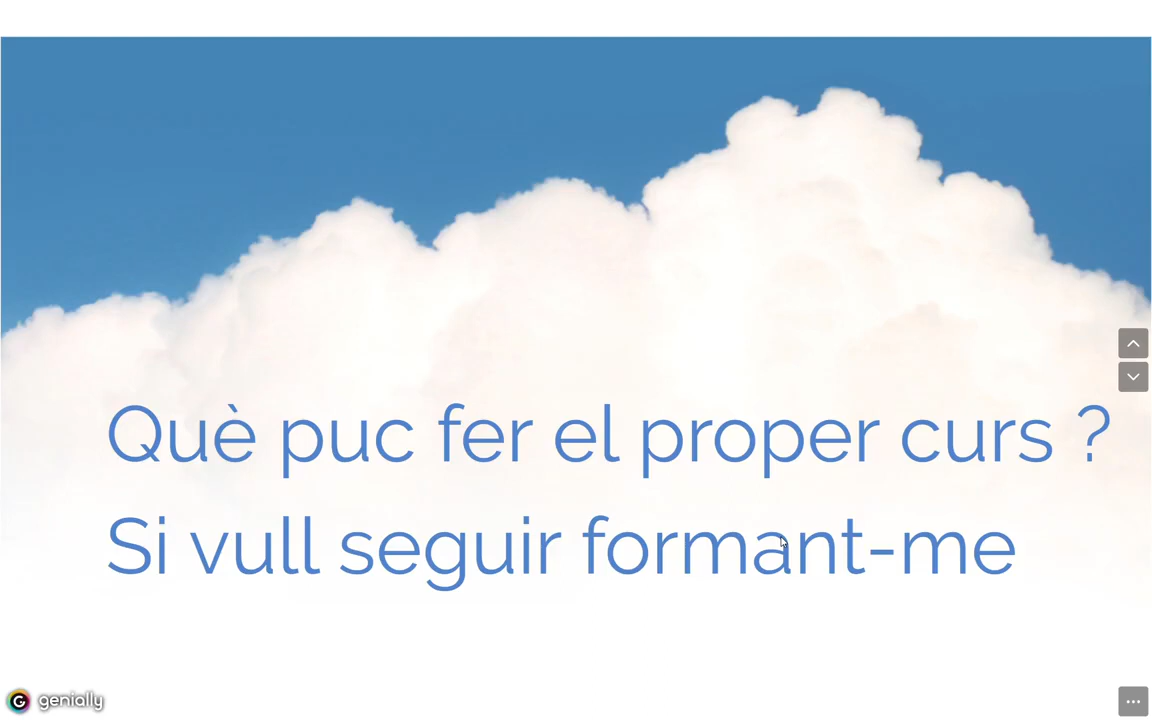 Què puc fer el proper curs ?
Si vull seguir formant-me
genially